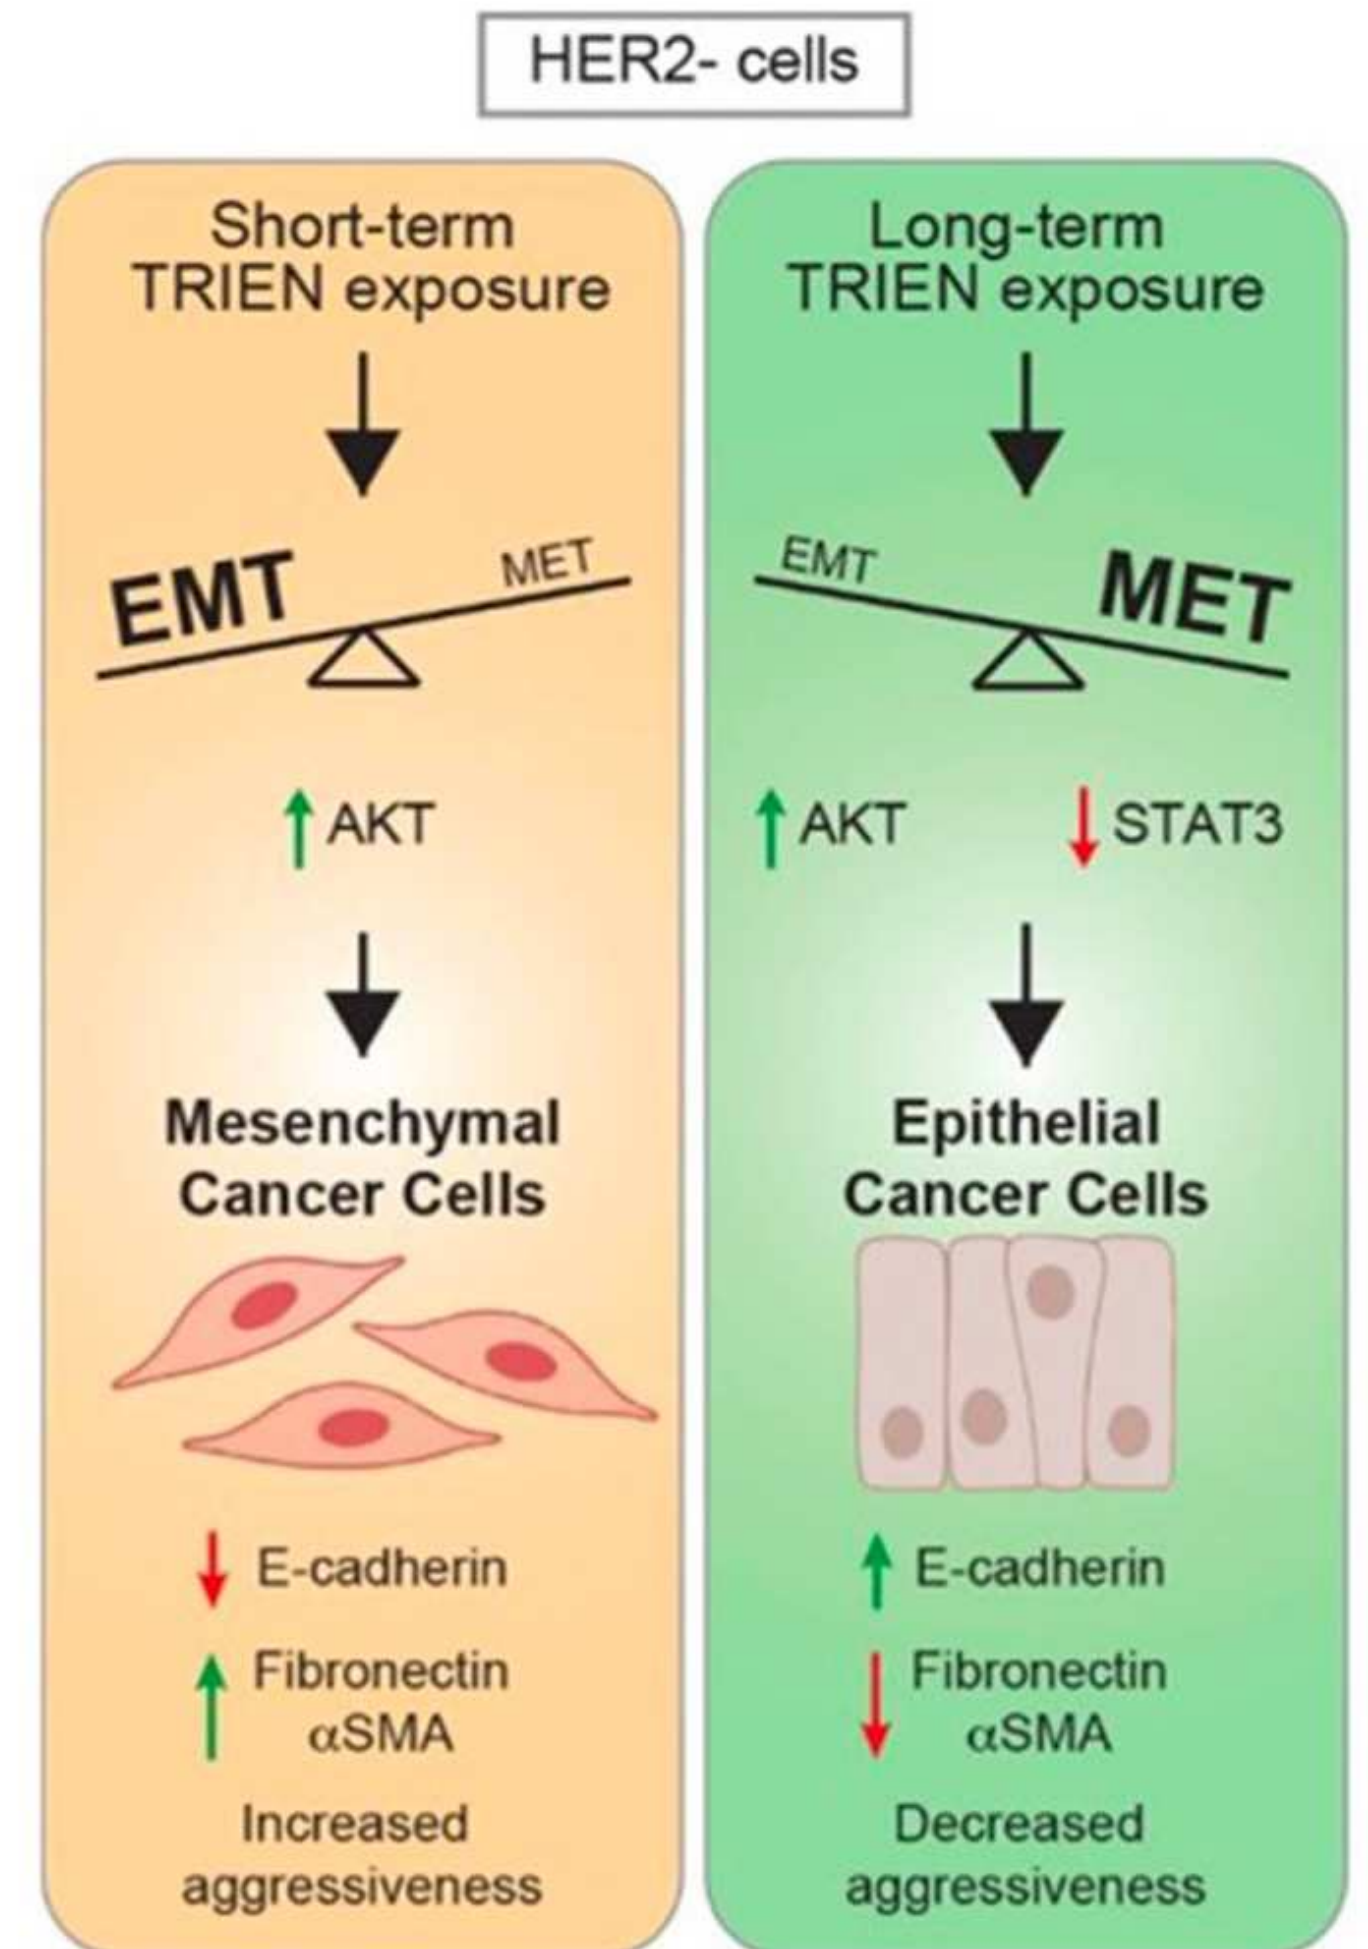 HER2- cells
Short-term
TRIEN exposure
EMT
MET
AKT
Mesenchymal
Cancer Cells
E-cadherin
Fibronectin
αSMA
Increased
aggressiveness
Long-term
TRIEN exposure
EMT
MET
AKT
STAT3
Epithelial
Cancer Cells
E-cadherin
Fibronectin
αSMA
Decreased
aggressiveness